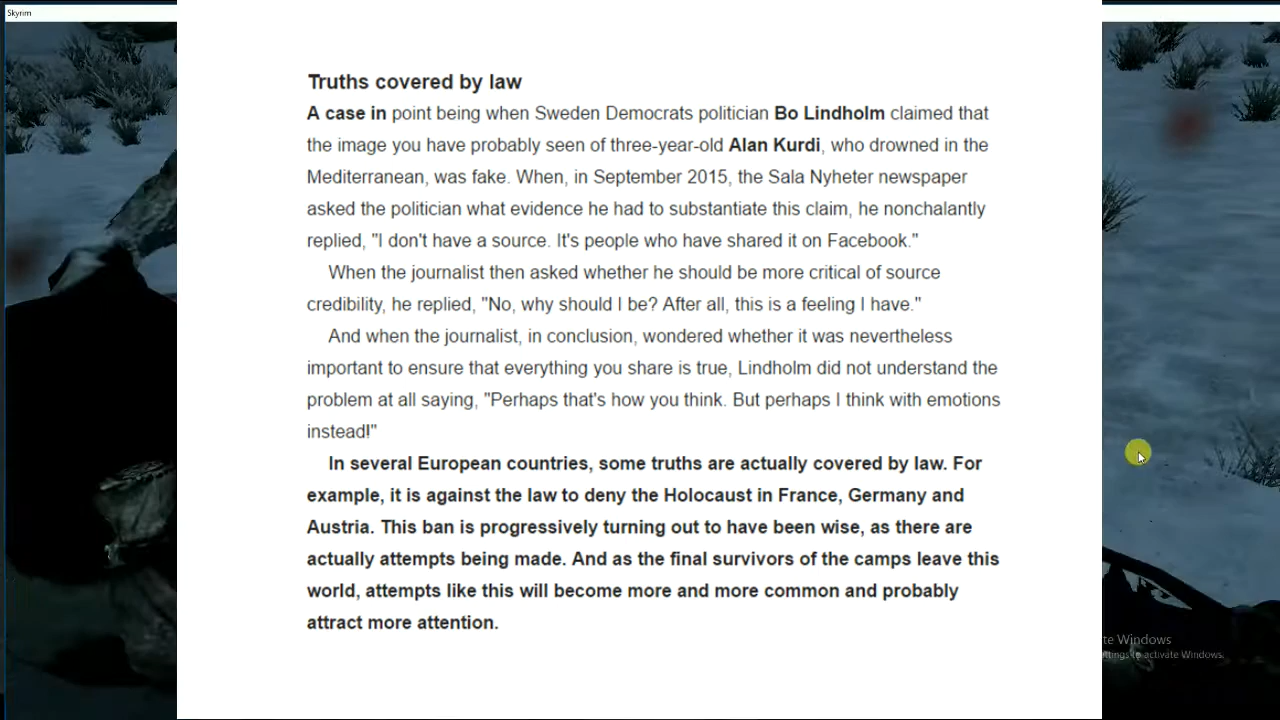 Skyrim
Truths covered by law
A case in point being when Sweden Democrats politician Bo Lindholm claimed that
the image you have probably seen of three-year-old Alan Kurdi, who drowned in the
Mediterranean, was fake. When, in September 2015, the Sala Nyheter newspaper
asked the politician what evidence he had to substantiate this claim, he nonchalantly
replied, "I don't have a source. It's people who have shared it on Facebook."
When the journalist then asked whether he should be more critical of source
credibility, he replied, "No, why should I be? After all, this is a feeling I have."
And when the journalist, in conclusion, wondered whether it was nevertheless
important to ensure that everything you share is true, Lindholm did not understand the
problem at all saying, "Perhaps that's how you think. But perhaps I think with emotions
instead!"
In several European countries, some truths are actually covered by law. For
example, it is against the law to deny the Holocaust in France, Germany and
Austria. This ban is progressively turning out to have been wise, as there are
actually attempts being made. And as the final survivors of the camps leave this
world, attempts like this will become more and more common and probably
attract more attention.
te Windows
to activate Windows.